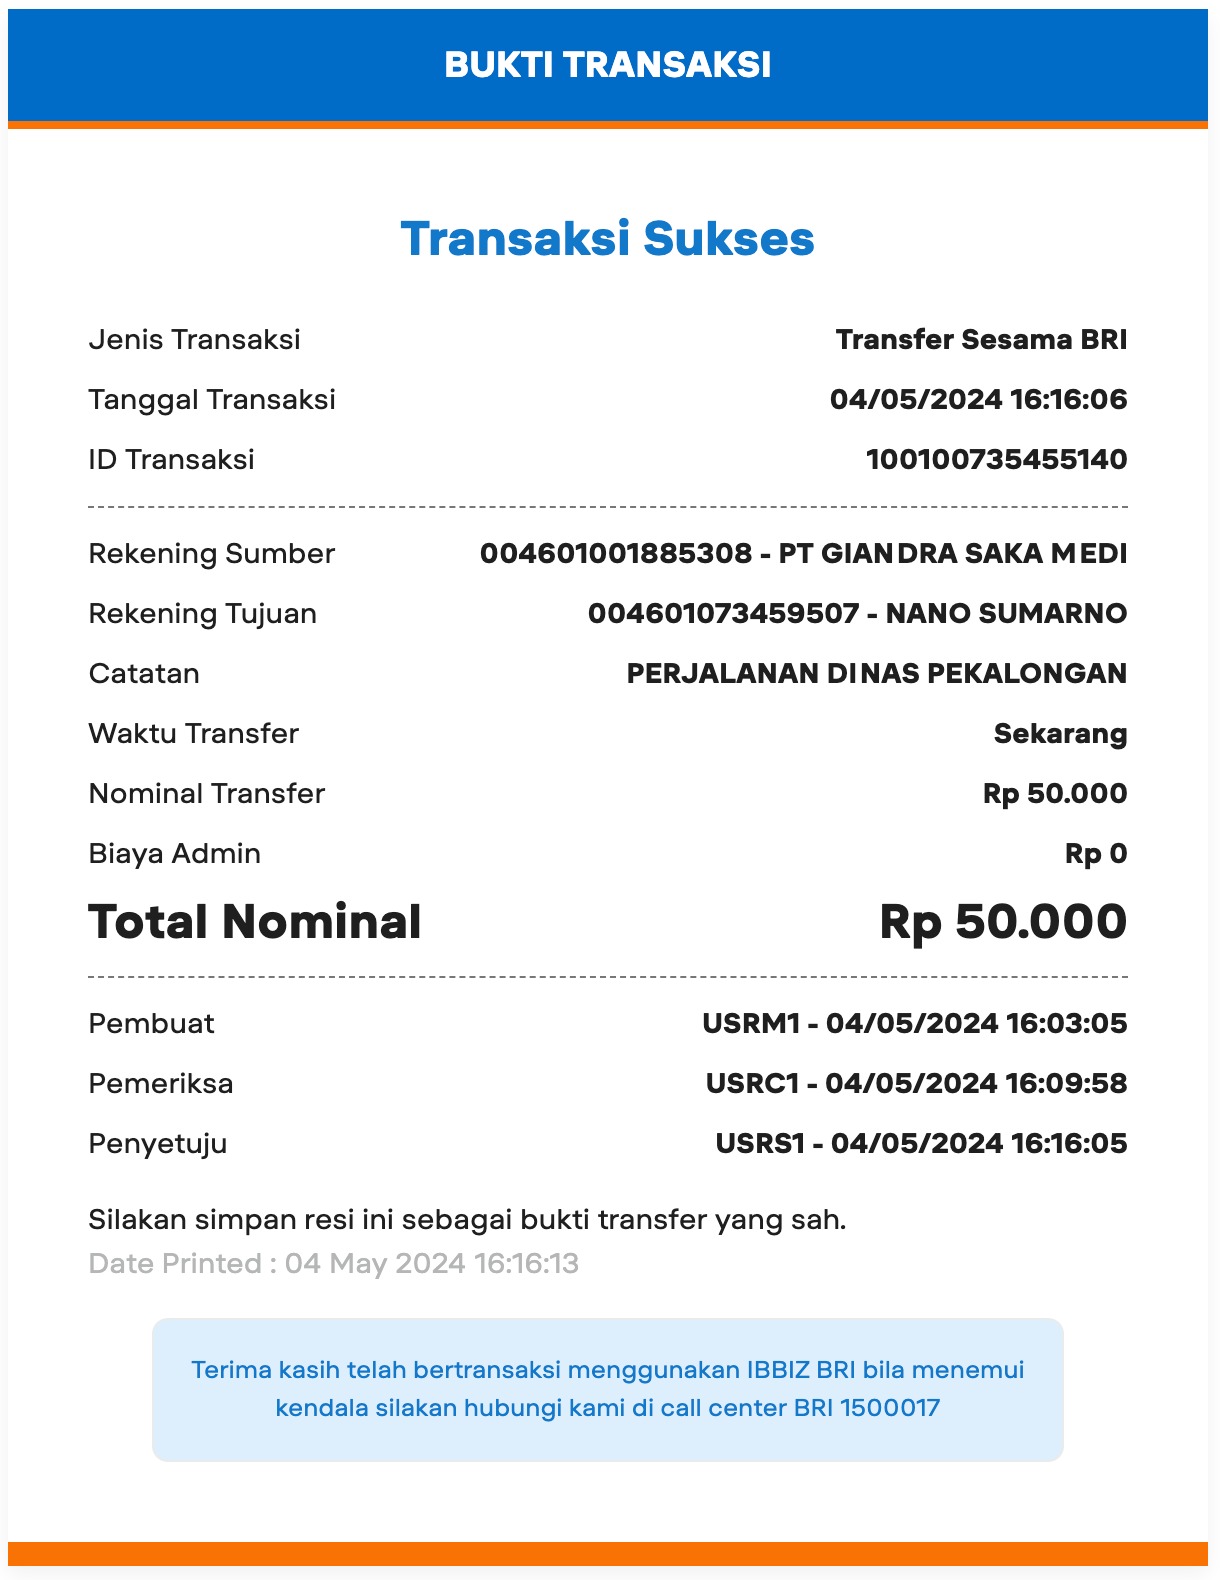 BUKTI TRANSAKSI
Transaksi Sukses
Jenis Transaksi Transfer Sesama BRI
Tanggal Transaksi 04/05/2024 16:16:06
ID Transaksi 100100735455140
Rekening Sumber 004601001885308 - PT GIANDRA SAKA MEDI
Rekening Tujuan 004601073459507 - NANO SUMARNO
Catatan PERJALANAN DINAS PEKALONGAN
Waktu Transfer Sekarang
Nominal Transfer Rp 50.000
Biaya Admin Rp 0
Total Nominal Rp 50.000
Pembuat USRM1 - 04/05/2024 16:03:05
Pemeriksa USRC1 - 04/05/2024 16:09:58
Penyetuju USRS1 - 04/05/2024 16:16:05
Silakan simpan resi ini sebagai bukti transfer yang sah.
Date Printed : 04 May 2024 16:16:13
Terima kasih telah bertransaksi menggunakan IBBIZ BRI bila menemui
kendala silakan hubungi kami di call center BRI 1500017